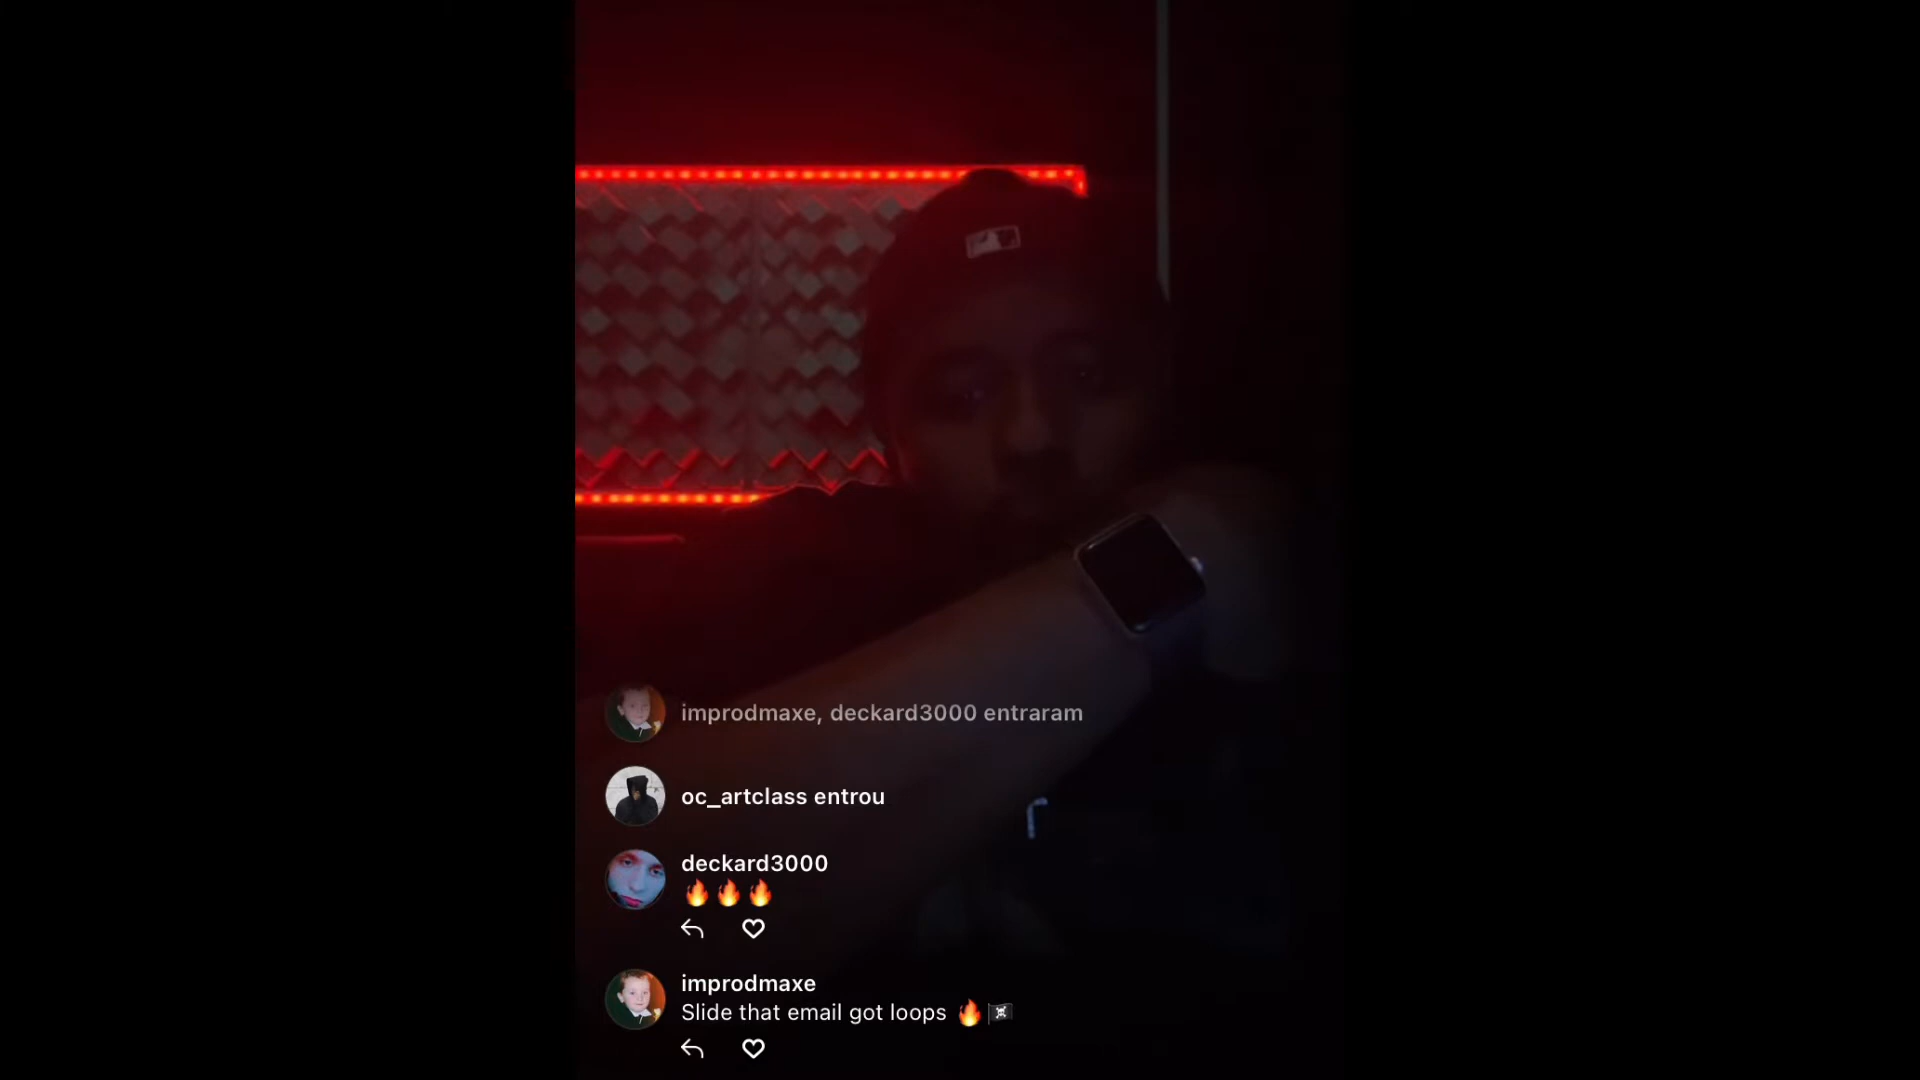 improdmaxe, deckard3000 entraram
oc_artclass entrou
deckard3000
🔥🔥🔥
improdmaxe
Slide that email got loops 🔥🏴‍☠️